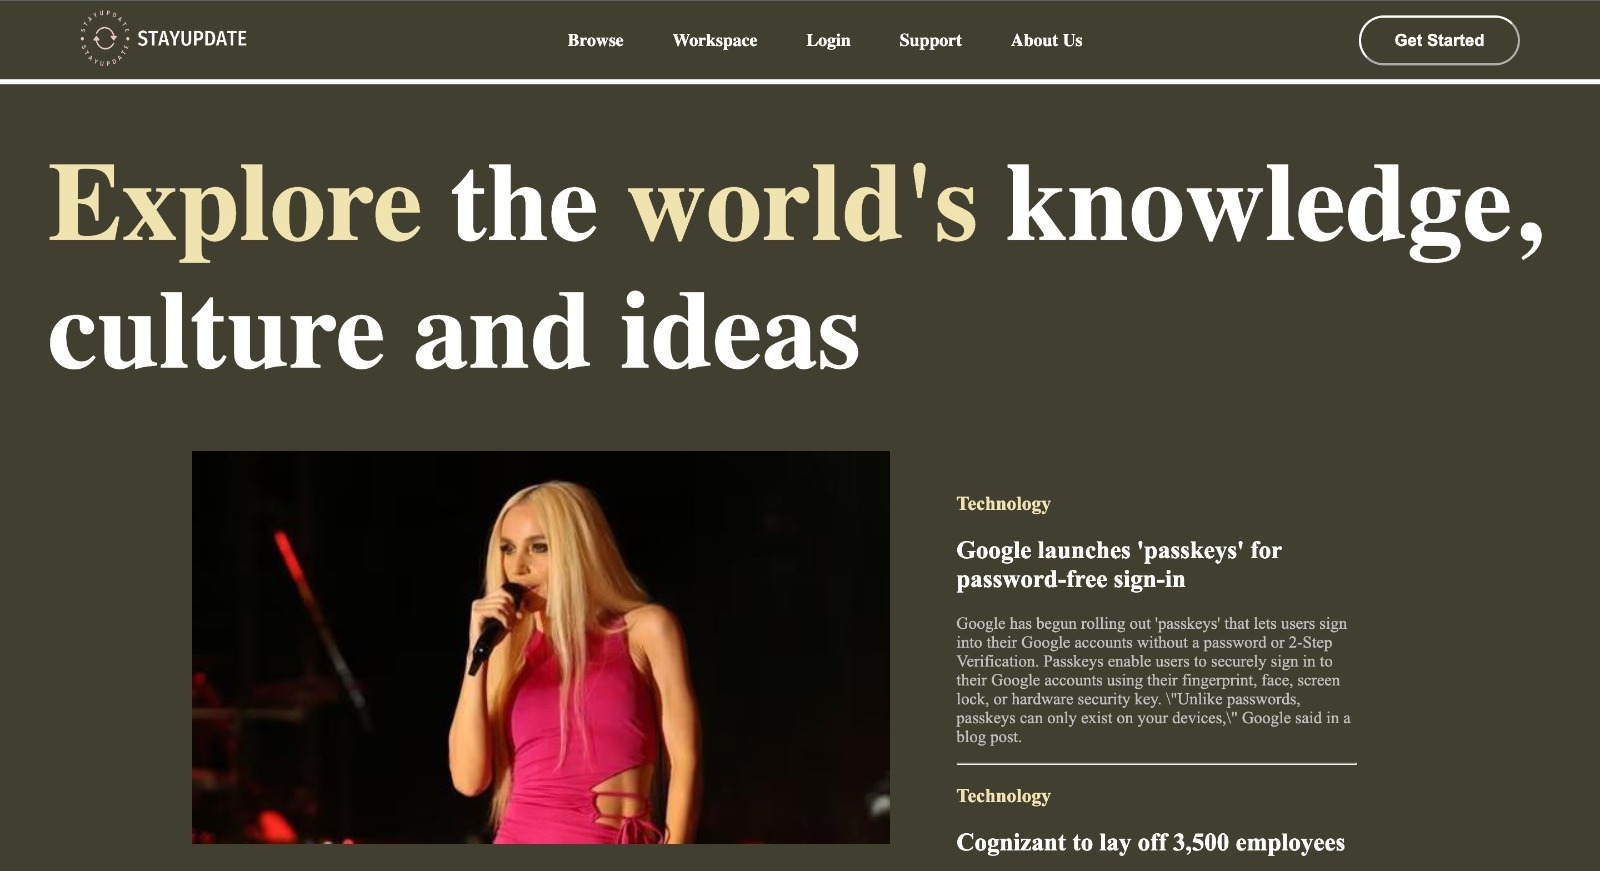 STAYUPDATE
STAYUPDATE
STAYUPDATE
Browse
Workspace
Login
Support
About Us
Get Started
Explore the world's knowledge,
culture and ideas
Technology
Google launches 'passkeys' for
password-free sign-in
Google has begun rolling out 'passkeys' that lets users sign
into their Google accounts without a password or 2-Step
Verification. Passkeys enable users to securely sign in to
their Google accounts using their fingerprint, face, screen
lock, or hardware security key. \"Unlike passwords,
passkeys can only exist on your devices,\" Google said in a
blog post.
Technology
Cognizant to lay off 3,500 employees